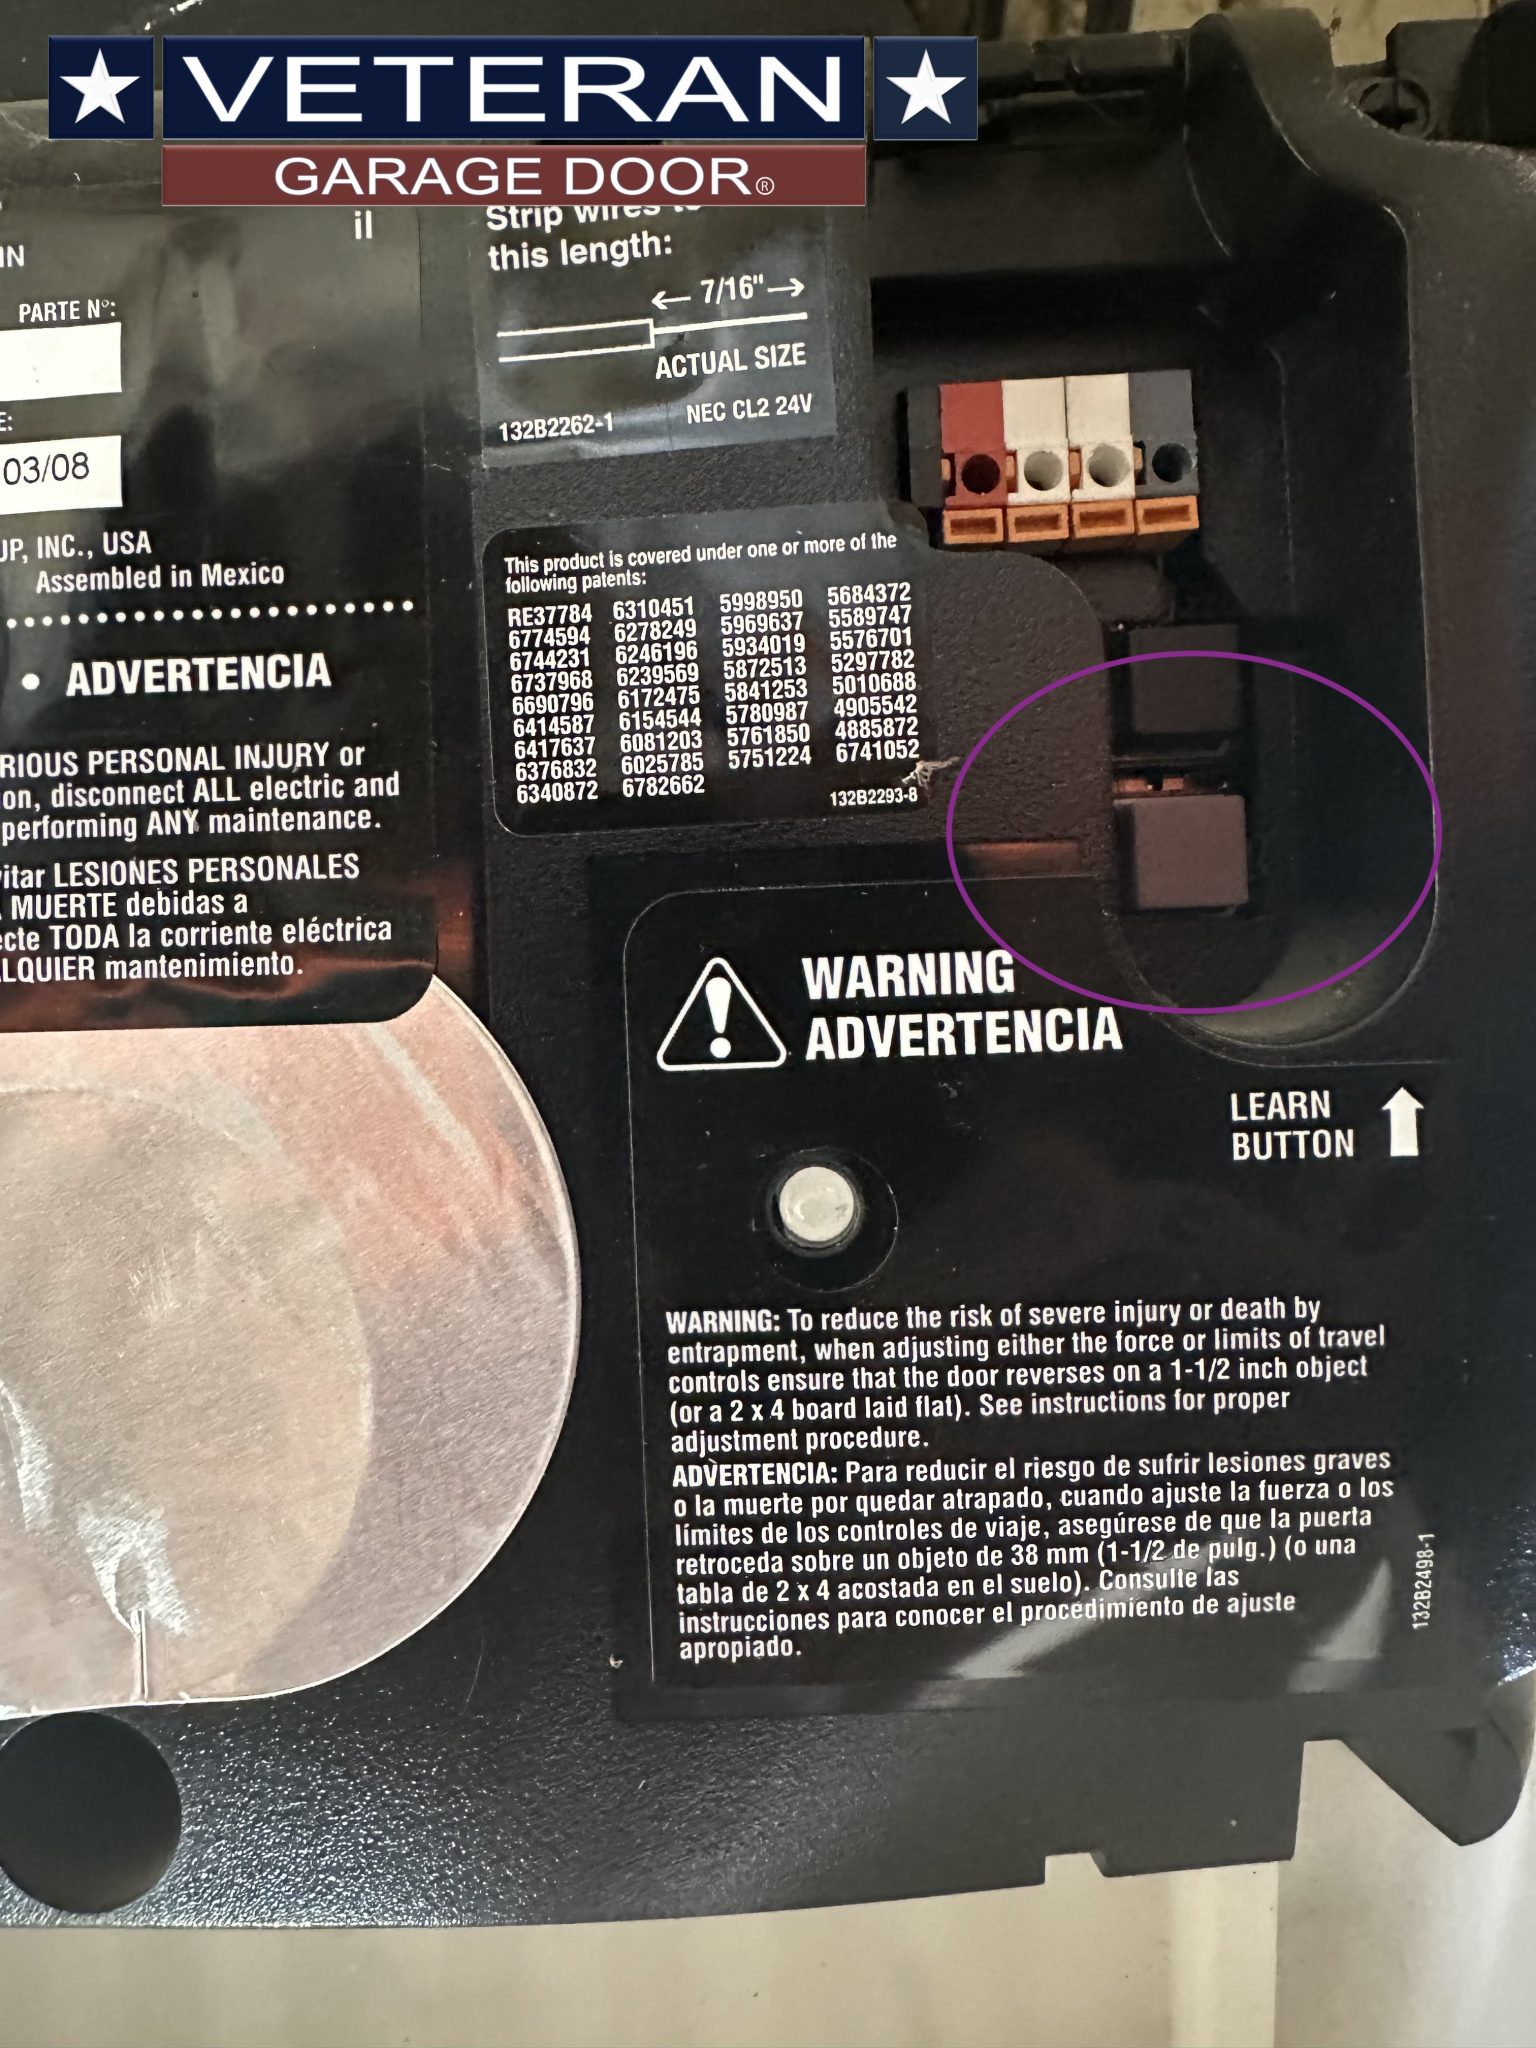 VETERAN
GARAGE DOOR®
il
IN
PARTE Nº:
E:
03/08
UP, INC., USA
Assembled in Mexico
• ADVERTENCIA
RIOUS PERSONAL INJURY or
on, disconnect ALL electric and
performing ANY maintenance.
vitar LESIONES PERSONALES
MUERTE debidas a
ecte TODA la corriente eléctrica
LQUIER mantenimiento.
Strip wires to
this length:
7/16"
ACTUAL SIZE
132B2262-1 NEC CL2 24V
This product is covered under one or more of the
following patents:
RE37784 6310451 5998950 5684372
6774594 6278249 5969637 5589747
6744231 6246196 5934019 5576701
6737968 6239569 5872513 5297782
6690796 6172475 5841253 5010688
6414587 6154544 5780987 4905542
6417637 6081203 5761850 4885872
6376832 6025785 5751224 6741052
6340872 6782662
132B2293-8
WARNING
ADVERTENCIA
LEARN
BUTTON
WARNING: To reduce the risk of severe injury or death by
entrapment, when adjusting either the force or limits of travel
controls ensure that the door reverses on a 1-1/2 inch object
(or a 2 x 4 board laid flat). See instructions for proper
adjustment procedure.
ADVERTENCIA: Para reducir el riesgo de sufrir lesiones graves
o la muerte por quedar atrapado, cuando ajuste la fuerza o los
límites de los controles de viaje, asegúrese de que la puerta
retroceda sobre un objeto de 38 mm (1-1/2 de pulg.) (o una
tabla de 2 x 4 acostada en el suelo). Consulte las
instrucciones para conocer el procedimiento de ajuste
apropiado.
132B2498-1